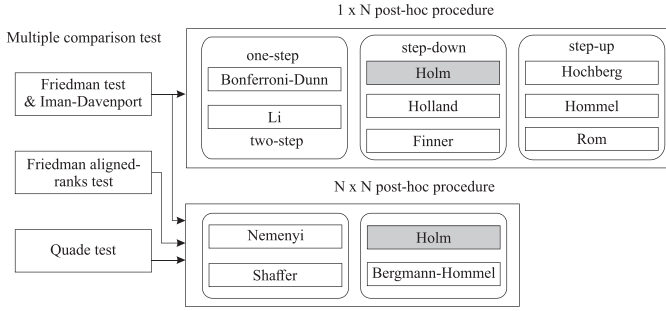 1 x N post-hoc procedure
Multiple comparison test
Friedman test
& Iman-Davenport
Friedman aligned-
ranks test
Quade test
one-step
Bonferroni-Dunn
Li
two-step
step-down
Holm
Holland
Finner
step-up
Hochberg
Hommel
Rom
N x N post-hoc procedure
Nemenyi
Shaffer
Holm
Bergmann-Hommel